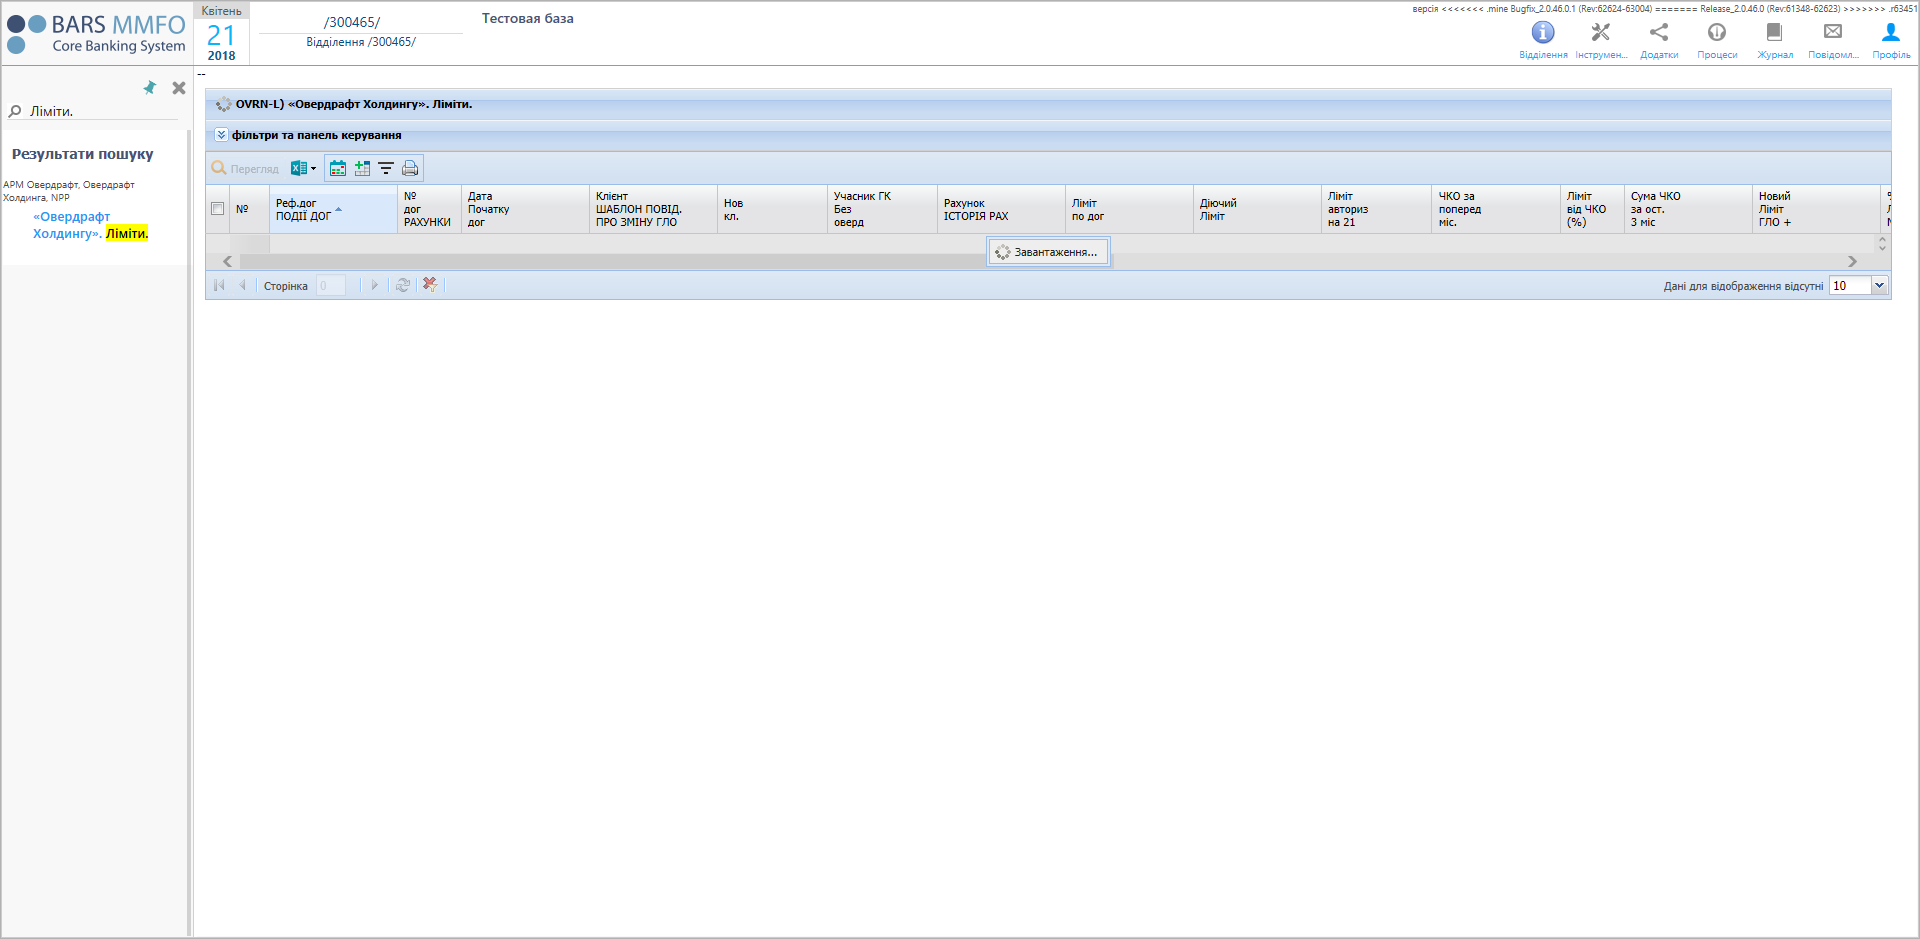 BARS MMFO
Core Banking System
Квітень
21
2018
/300465/
Відділення /300465/
Тестовая база
версія <<<<<<< .mine Bugfix_2.0.46.0.1 (Rev:62624-63004) ======= Release_2.0.46.0 (Rev:61348-62623) >>>>>>> .r63451
Відділення
Інструмен...
Додатки
Процеси
Журнал
Повідомл...
Профіль
Ліміти.
Результати пошуку
АРМ Овердрафт, Овердрафт
Холдинга, NPP
«Овердрафт
Холдингу». Ліміти.
--
OVRN-L) «Овердрафт Холдингу». Ліміти.
фільтри та панель керування
Перегляд
№
Реф.дог
ПОДІЇ ДОГ
№
дог
РАХУНКИ
Дата
Початку
дог
Клієнт
ШАБЛОН ПОВІД.
ПРО ЗМІНУ ГЛО
Нов
кл.
Учасник ГК
Без
оверд
Рахунок
ІСТОРІЯ РАХ
Ліміт
по дог
Діючий
Ліміт
Ліміт
авториз
на 21
ЧКО за
поперед
міс.
Ліміт
від ЧКО
(%)
Сума ЧКО
за ост.
3 міс
Новий
Ліміт
ГЛО +
Завантаження...
Сторінка
0
Дані для відображення відсутні
10